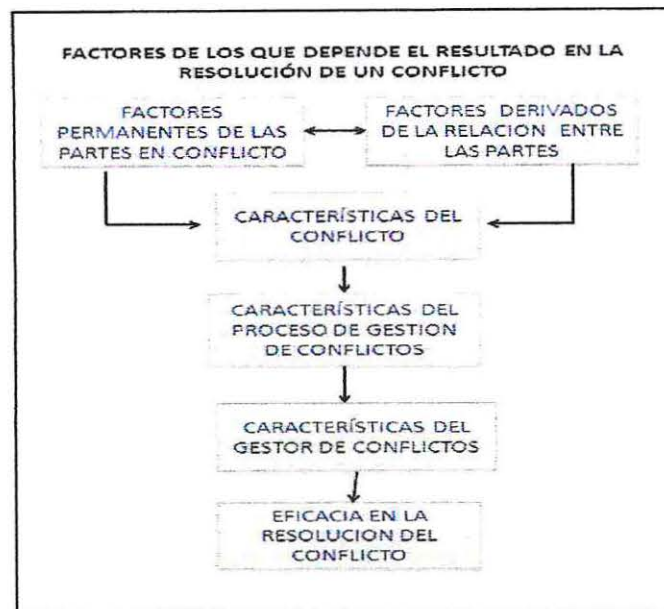 FACTORES DE LOS QUE DEPENDE EL RESULTADO EN LA
RESOLUCIÓN DE UN CONFLICTO
FACTORES
PERMANENTES DE LAS
PARTES EN CONFLICTO
FACTORES DERIVADOS
DE LA RELACION ENTRE
LAS PARTES
CARACTERÍSTICAS DEL
CONFLICTO
CARACTERÍSTICAS DEL
PROCESO DE GESTION
DE CONFLICTOS
CARACTERÍSTICAS DEL
GESTOR DE CONFLICTOS
EFICACIA EN LA
RESOLUCION DEL
CONFLICTO